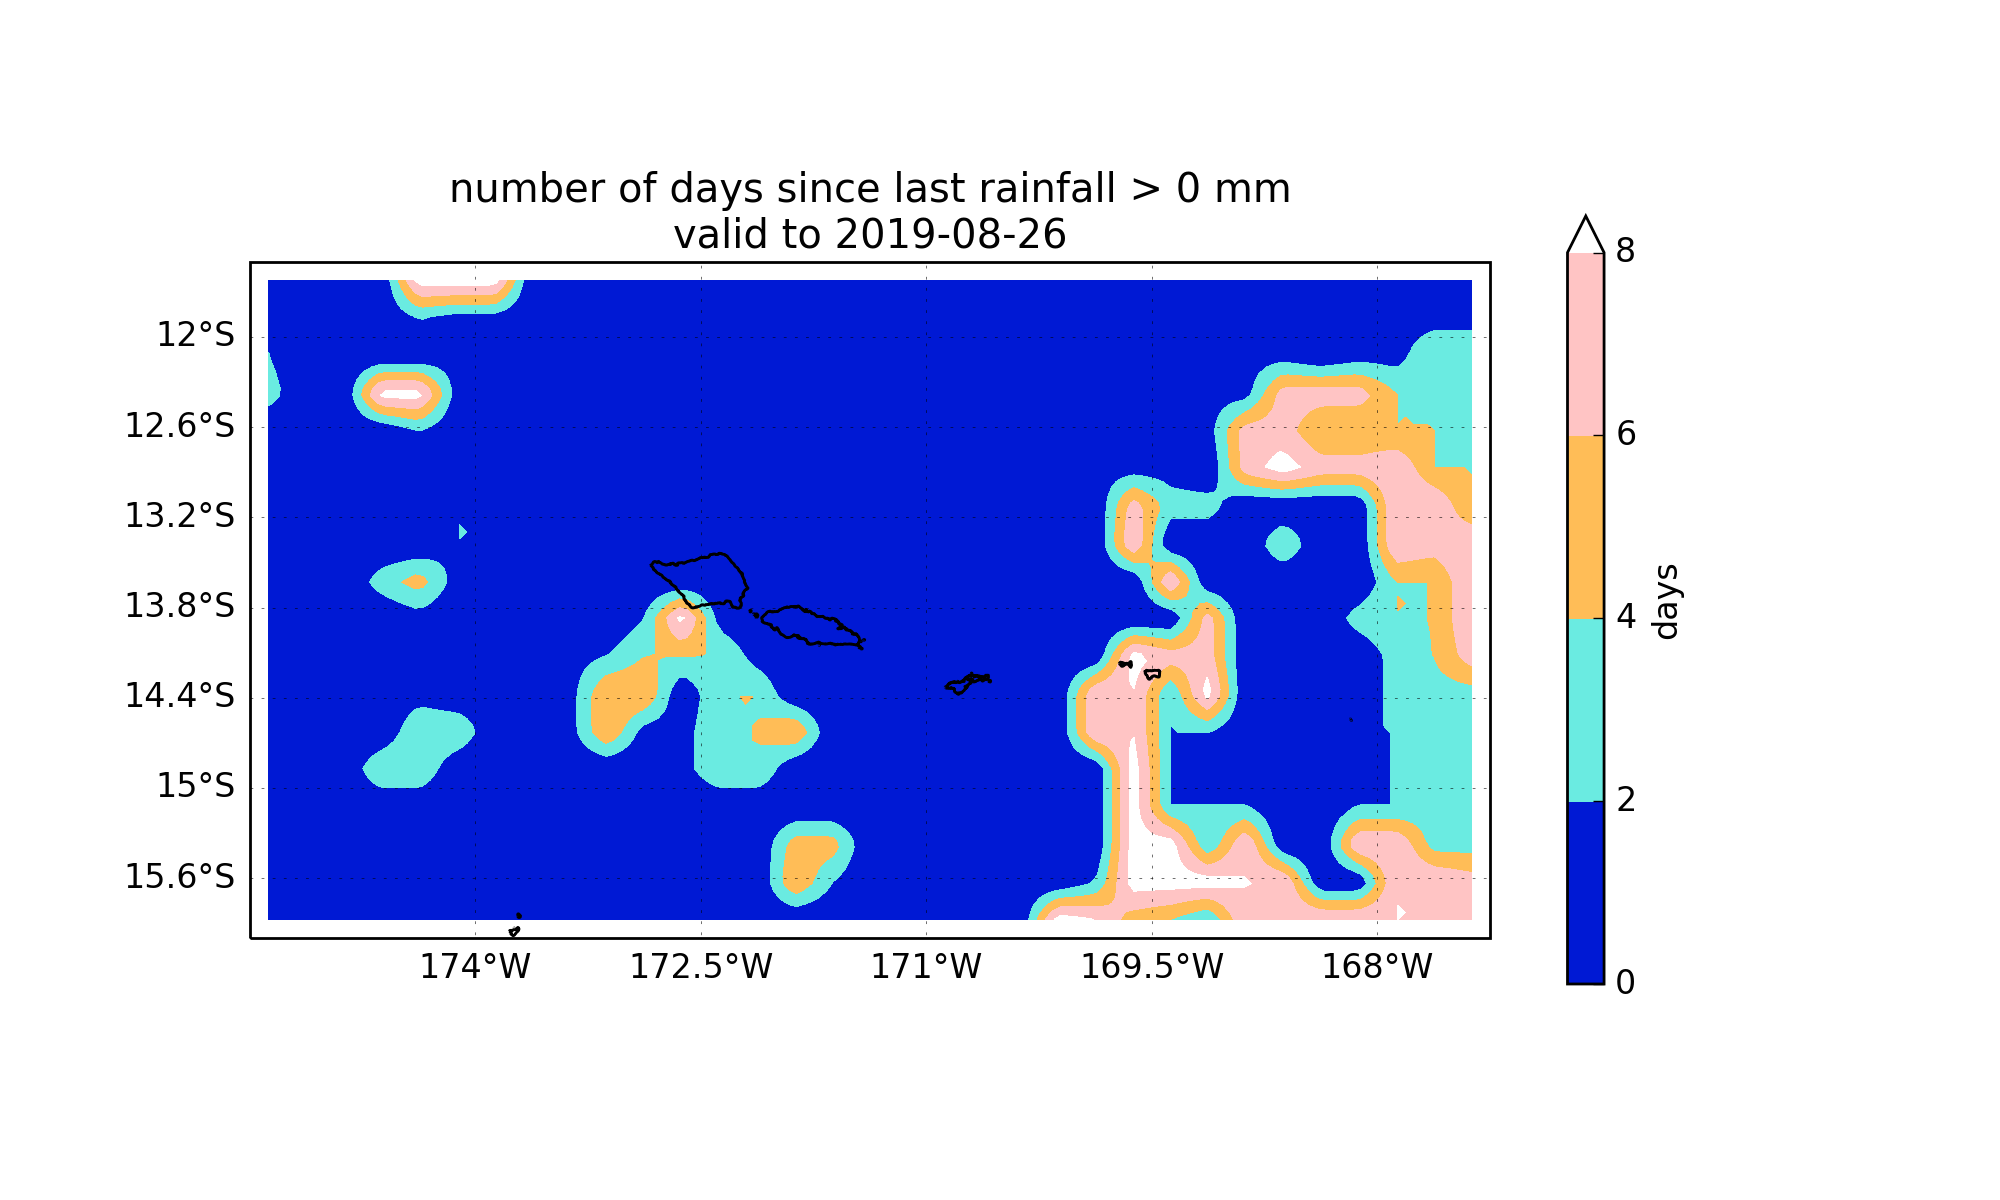 number of days since last rainfall > 0 mm
valid to 2019-08-26
12°S
12.6°S
13.2°S
13.8°S
14.4°S
15°S
15.6°S
174°W
172.5°W
171°W
169.5°W
168°W
8
6
4
2
0
days